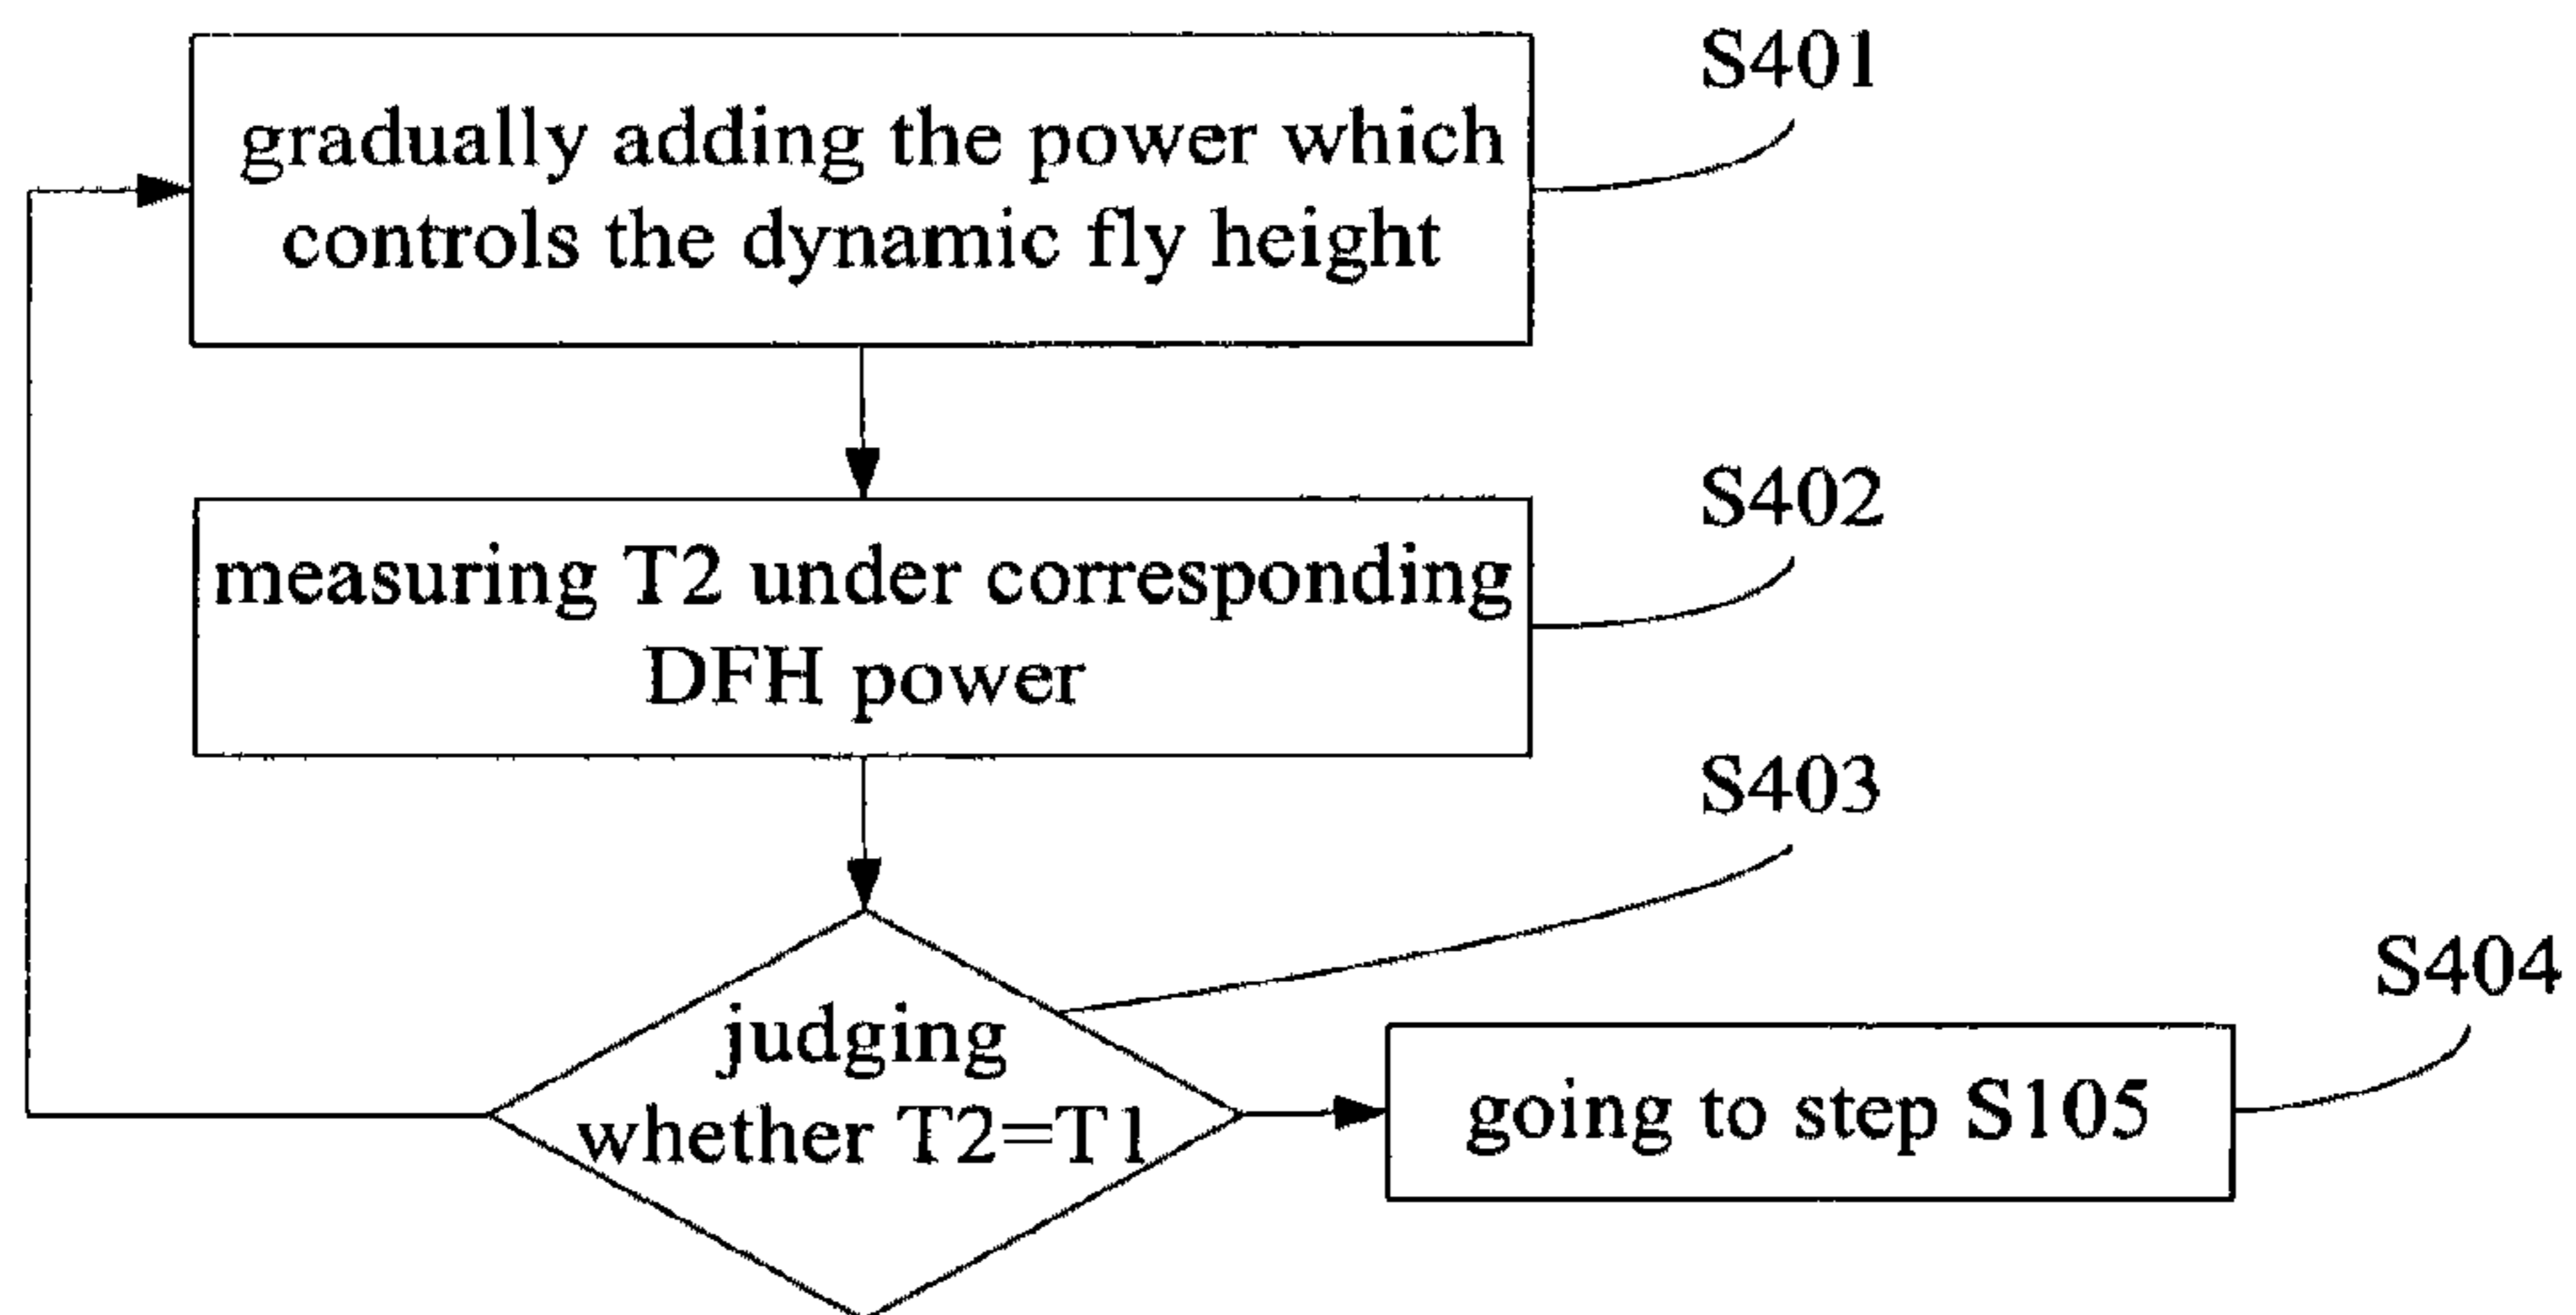 S401
gradually adding the power which
controls the dynamic fly height
S402
measuring T2 under corresponding
DFH power
S403
judging
whether T2=T1
S404
going to step S105